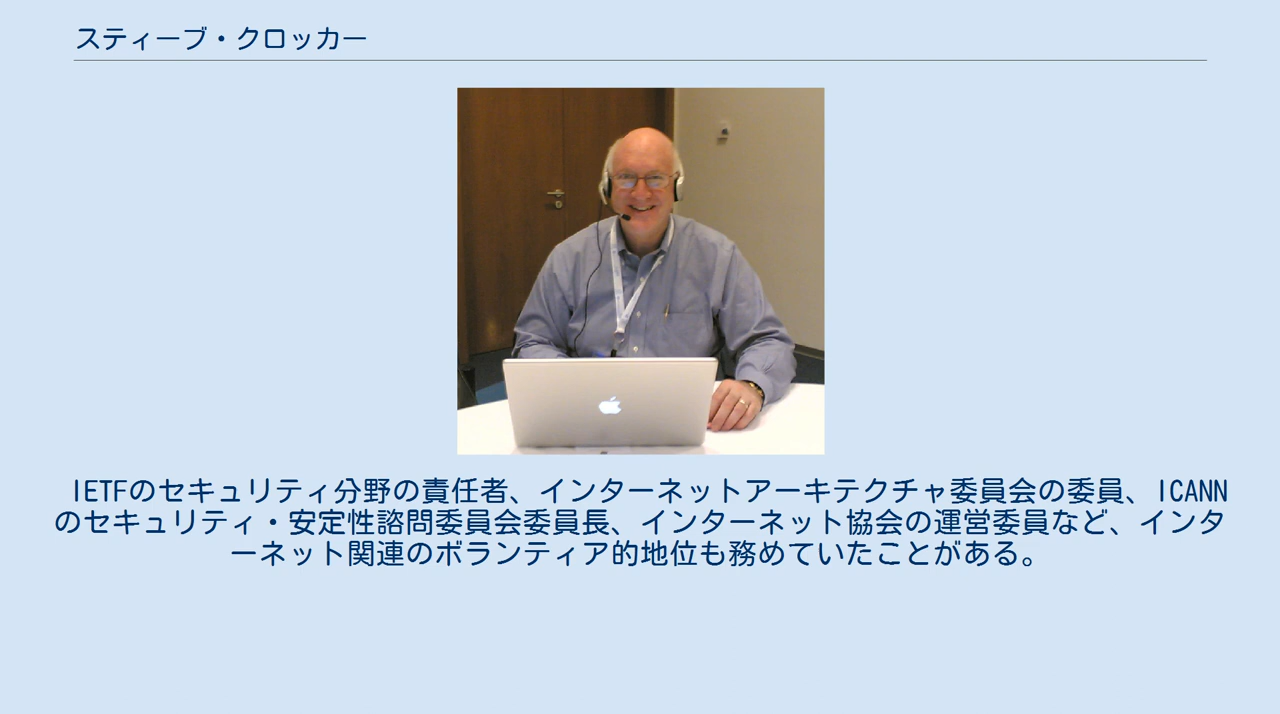 スティーブ・クロッカー
IETFのセキュリティ分野の責任者、インターネットアーキテクチャ委員会の委員、ICANN
のセキュリティ・安定性諮問委員会委員長、インターネット協会の運営委員など、インタ
ーネット関連のボランティア的地位も務めていたことがある。